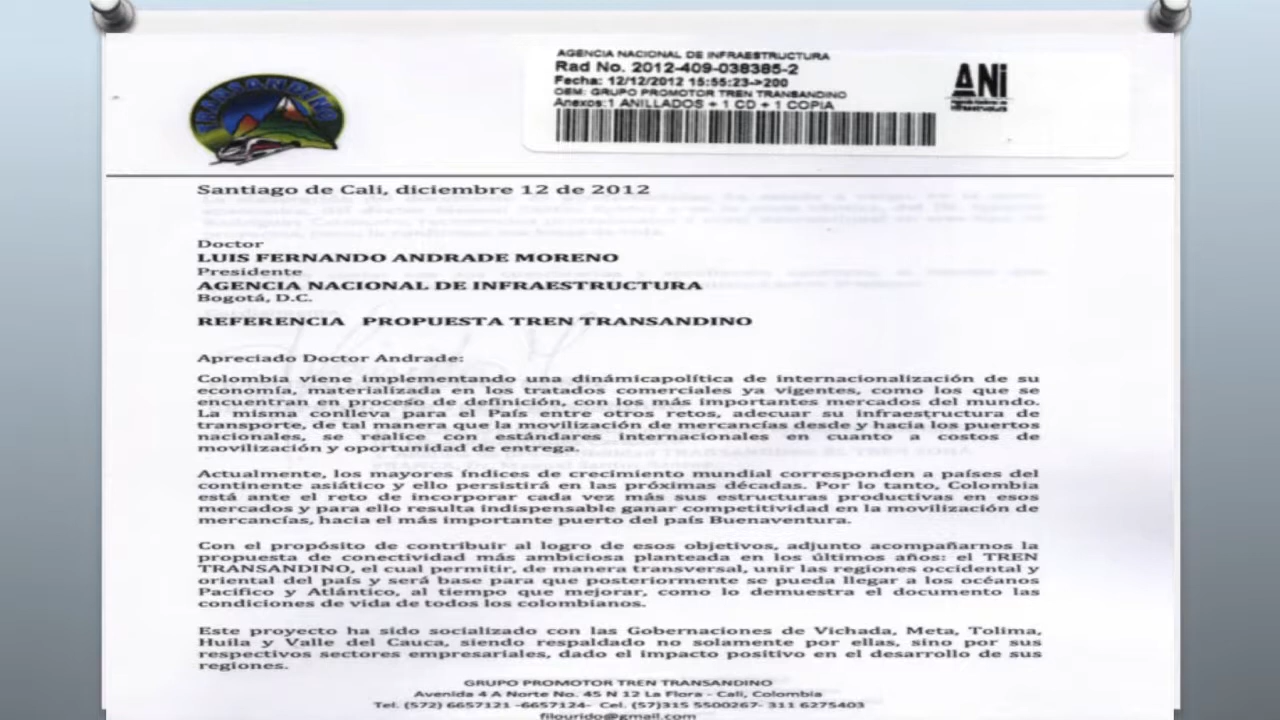 TRANSANDINO
AGENCIA NACIONAL DE INFRAESTRUCTURA
Rad No. 2012-409-038385-2
Fecha: 12/12/2012 15:55:23->200
OEM: GRUPO PROMOTOR TREN TRANSANDINO
Anexos:1 ANILLADOS + 1 CD + 1 COPIA
ANi
Santiago de Cali, diciembre 12 de 2012
Doctor
LUIS FERNANDO ANDRADE MORENO
Presidente
AGENCIA NACIONAL DE INFRAESTRUCTURA
Bogotá, D.C.
REFERENCIA PROPUESTA TREN TRANSANDINO
Apreciado Doctor Andrade:
Colombia viene implementando una dinámicapolítica de internacionalización de su
economía, materializada en los tratados comerciales ya vigentes, como los que se
encuentran en proceso de definición, con los más importantes mercados del mundo.
La misma conlleva para el País entre otros retos, adecuar su infraestructura de
transporte, de tal manera que la movilización de mercancías desde y hacia los puertos
nacionales, se realice con estándares internacionales en cuanto a costos de
movilización y oportunidad de entrega.
Actualmente, los mayores índices de crecimiento mundial corresponden a países del
continente asiático y ello persistirá en las próximas décadas. Por lo tanto, Colombia
está ante el reto de incorporar cada vez más sus estructuras productivas en esos
mercados y para ello resulta indispensable ganar competitividad en la movilización de
mercancías, hacia el más importante puerto del país Buenaventura.
Con el propósito de contribuir al logro de esos objetivos, adjunto acompañarnos la
propuesta de conectividad más ambiciosa planteada en los últimos años: el TREN
TRANSANDINO, el cual permitir, de manera transversal, unir las regiones occidental y
oriental del país y será base para que posteriormente se pueda llegar a los océanos
Pacifico y Atlántico, al tiempo que mejorar, como lo demuestra el documento las
condiciones de vida de todos los colombianos.
Este proyecto ha sido socializado con las Gobernaciones de Vichada, Meta, Tolima,
Huila y Valle del Cauca, siendo respaldado no solamente por ellas, sino por sus
respectivos sectores empresariales, dado el impacto positivo en el desarrollo de sus
regiones.
GRUPO PROMOTOR TREN TRANSANDINO
Avenida 4 A Norte No. 45 N 12 La Flora - Cali, Colombia
Tel. (572) 6657121 -6657124- Cel. (57)315 5500267- 311 6275403
filourido@gmail.com